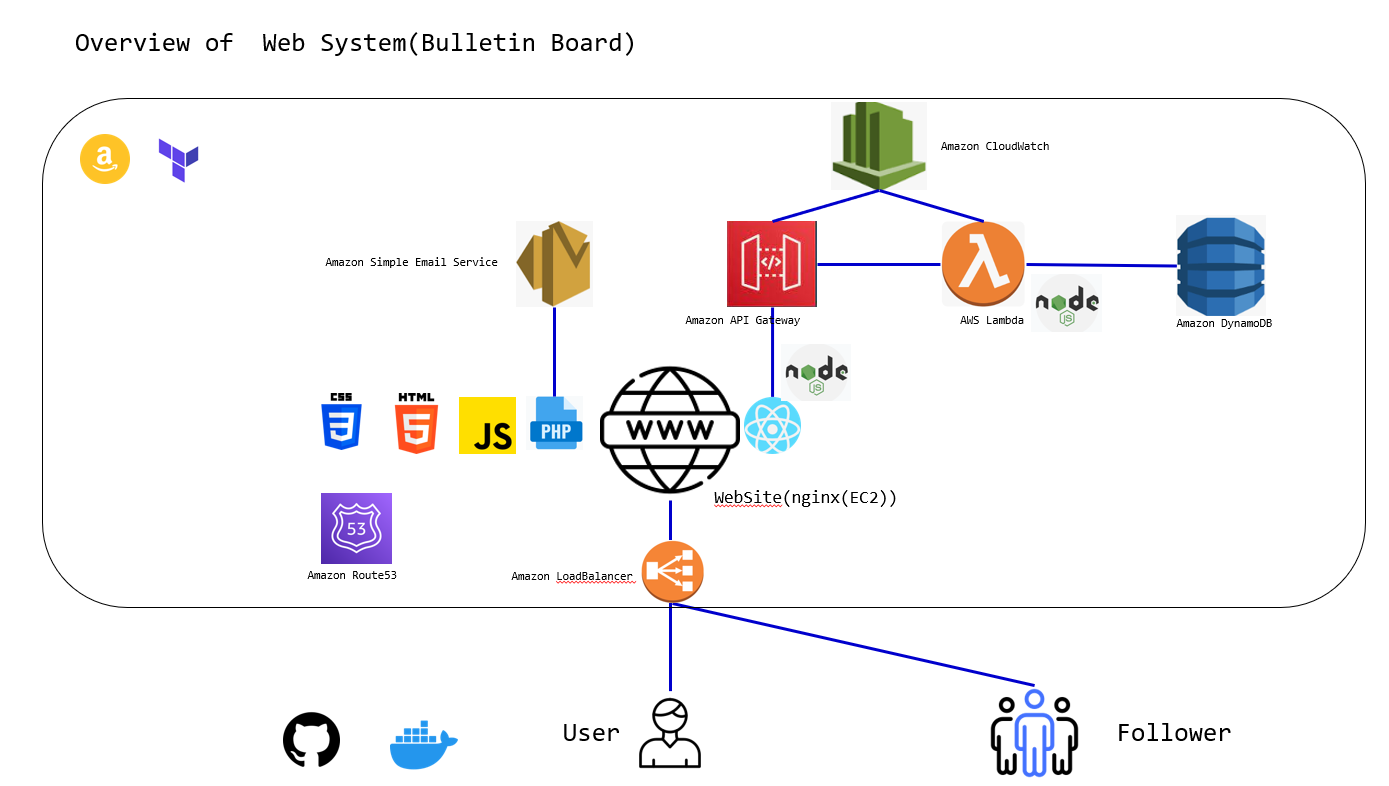 Overview of  Web System(Bulletin Board)
a
Amazon CloudWatch
Amazon Simple Email Service
</>
λ
Amazon API Gateway
AWS Lambda
node
JS
Amazon DynamoDB
node
JS
CSS
3
HTML
5
JS
PHP
WWW
WebSite(nginx(EC2))
53
Amazon Route53
Amazon LoadBalancer
User
Follower